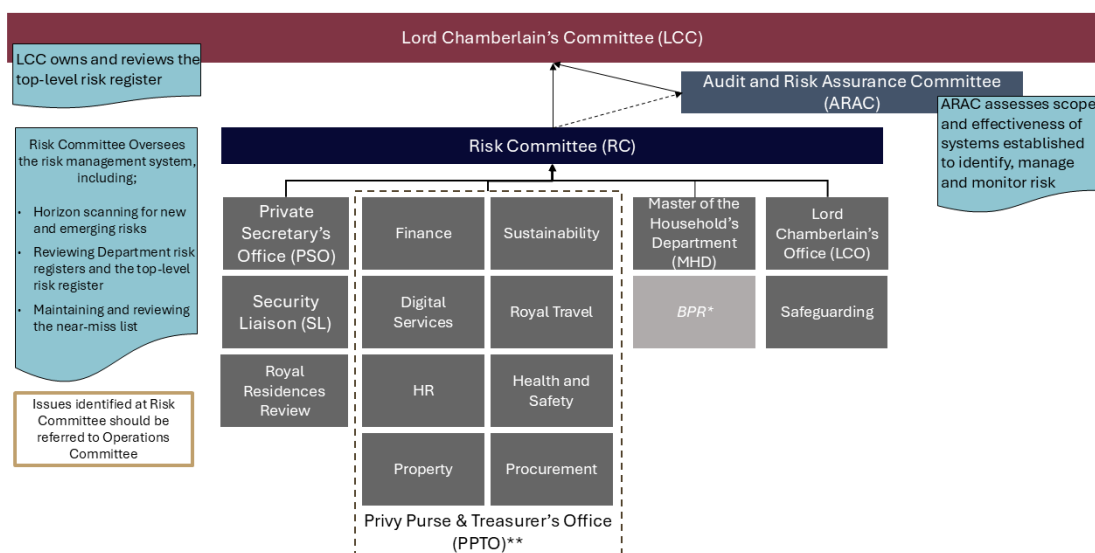 Lord Chamberlain's Committee (LCC)
LCC owns and reviews the
top-level risk register
Audit and Risk Assurance Committee
(ARAC)
ARAC assesses scope
and effectiveness of
systems established
to identify, manage
and monitor risk
Risk Committee Oversees
the risk management system,
including;
• Horizon scanning for new
and emerging risks
• Reviewing Department risk
registers and the top-level
risk register
• Maintaining and reviewing
the near-miss list
Issues identified at Risk
Committee should be
referred to Operations
Committee
Risk Committee (RC)
Private
Secretary's
Office (PSO)
Security
Liaison (SL)
Royal
Residences
Review
Finance
Sustainability
Digital
Services
Royal Travel
HR
Health and
Safety
Property
Procurement
Privy Purse & Treasurer's Office
(PPTO)**
Master of the
Household's
Department
(MHD)
BPR*
Lord
Chamberlain's
Office (LCO)
Safeguarding